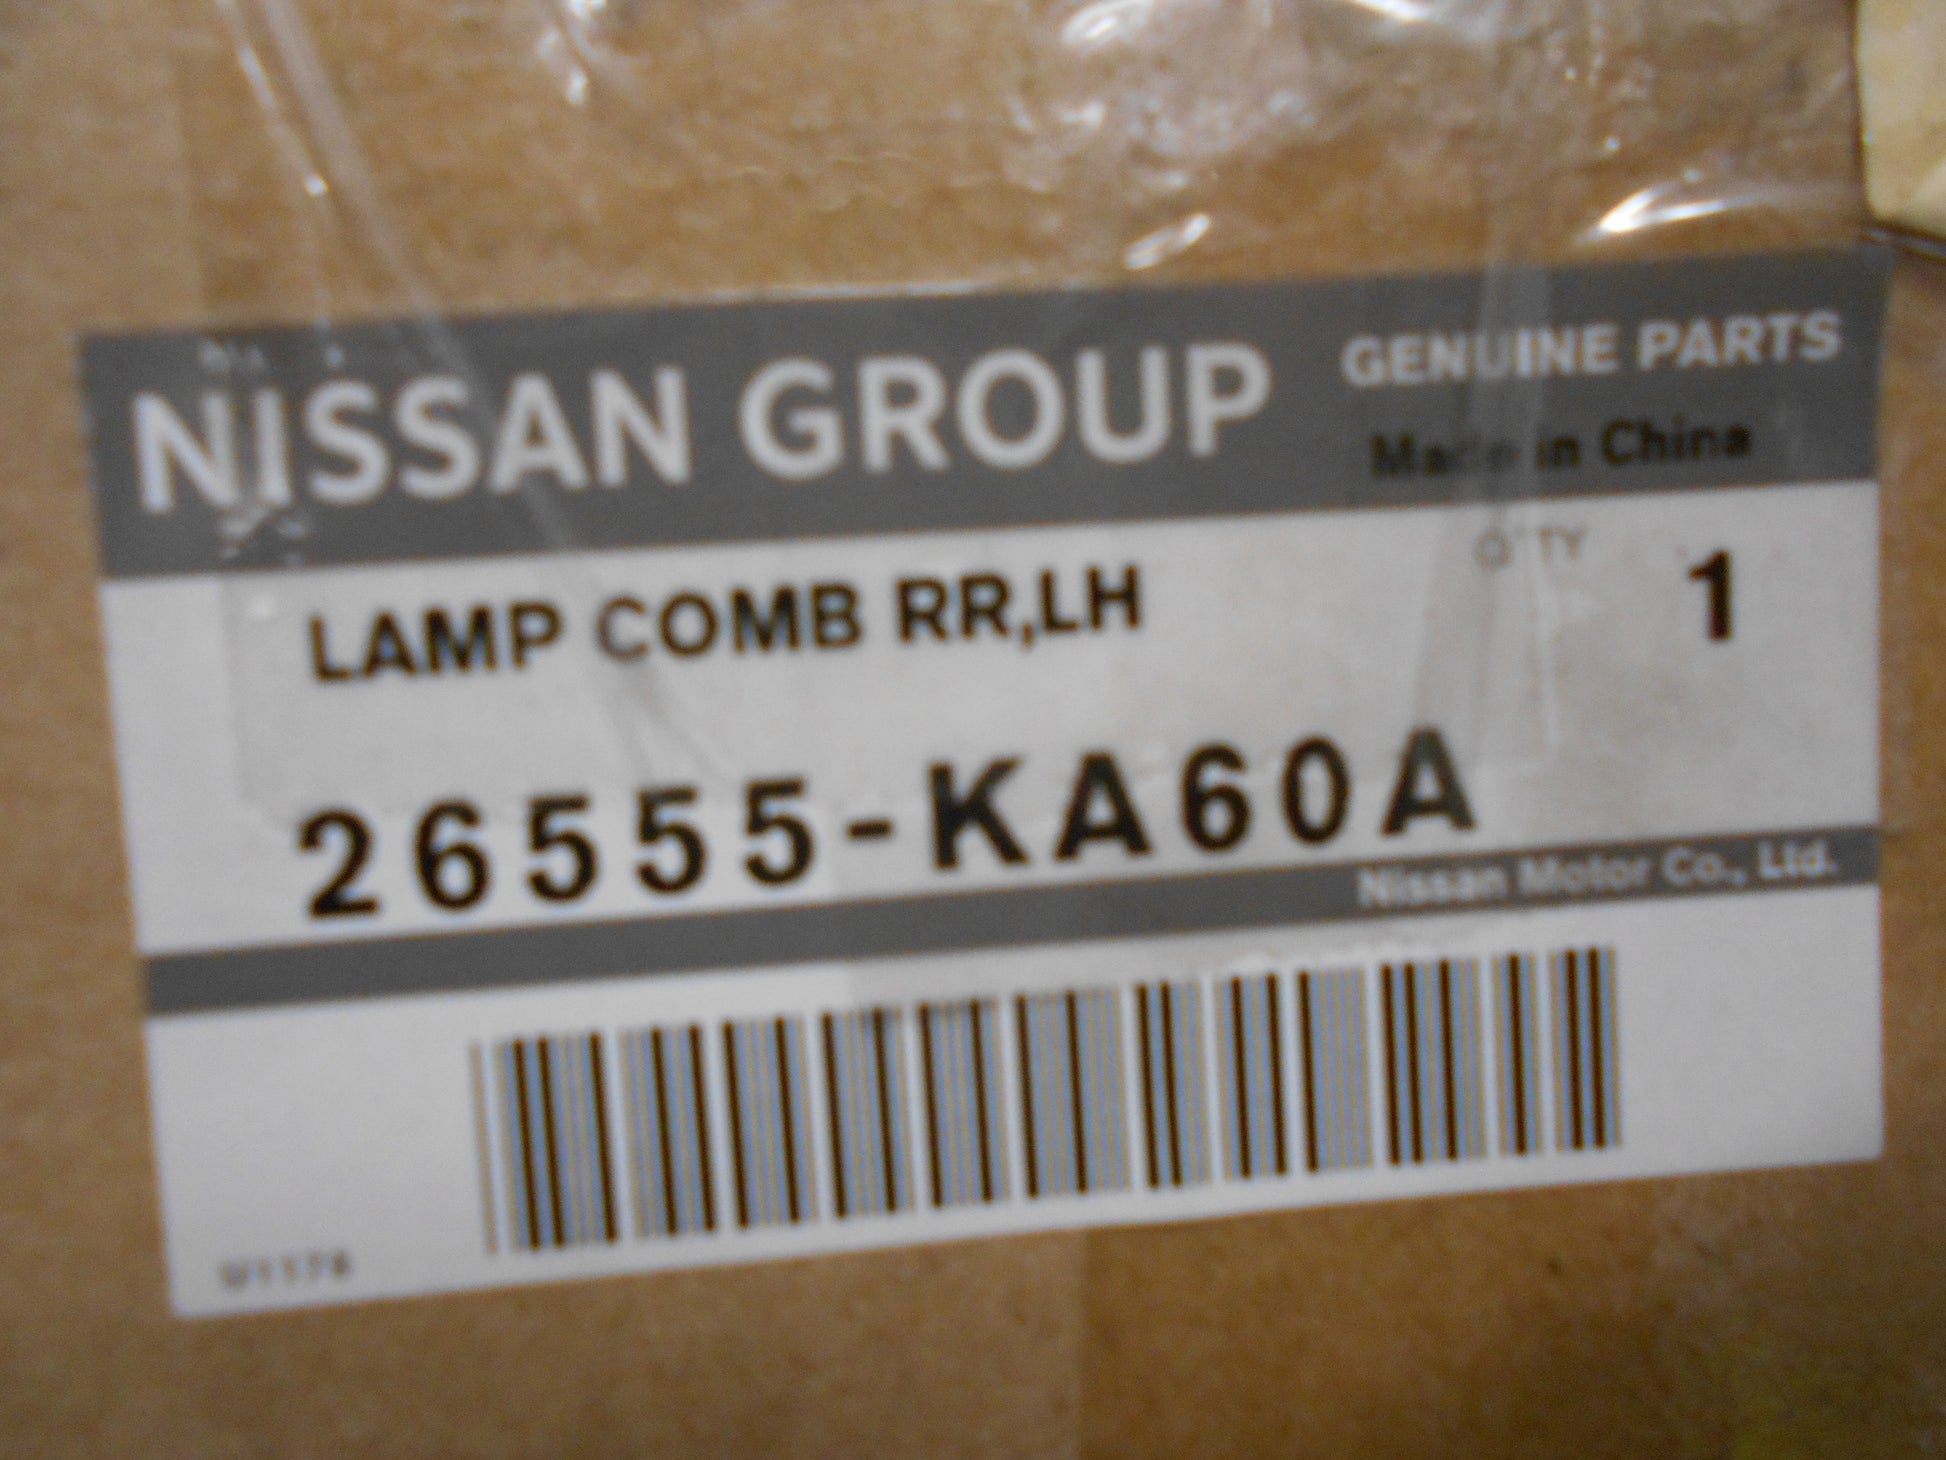 NISSAN GROUP
GENUINE PARTS
Made in China
LAMP COMB RR,LH
Q'TY
1
26555-KA60A
Nissan Motor Co., Ltd.